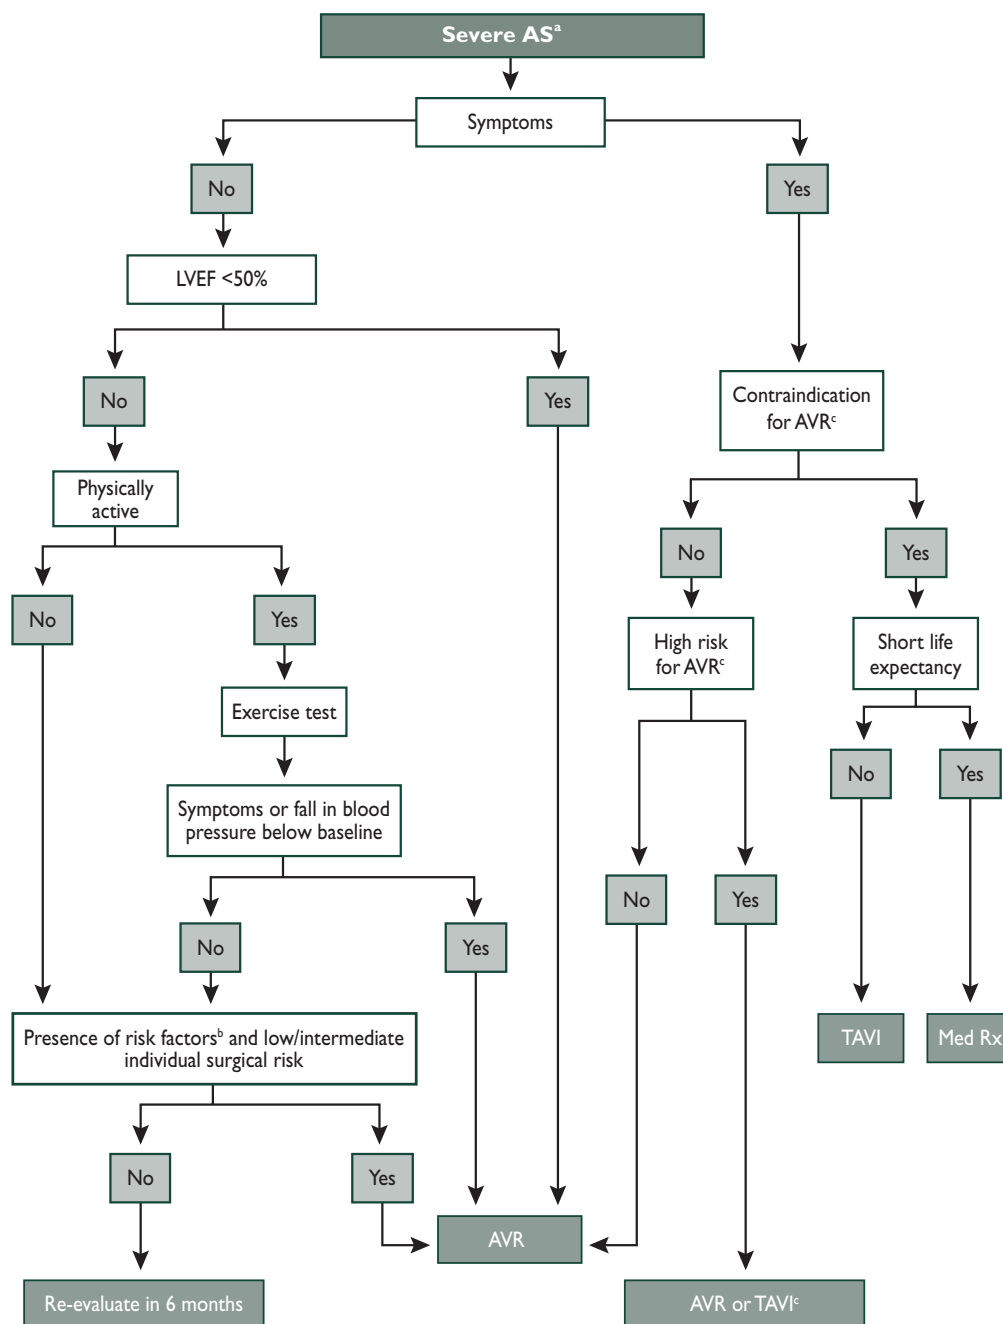 Severe ASᵃ
Symptoms
No
Yes
LVEF <50%
No
Yes
Contraindication
for AVRᶜ
Physically
active
No
Yes
No
Yes
High risk
for AVRᶜ
Short life
expectancy
Exercise test
No
Yes
Symptoms or fall in blood
pressure below baseline
No
Yes
No
Yes
Presence of risk factorsᵇ and low/intermediate
individual surgical risk
TAVI
Med Rx
No
Yes
AVR
Re-evaluate in 6 months
AVR or TAVIᶜ